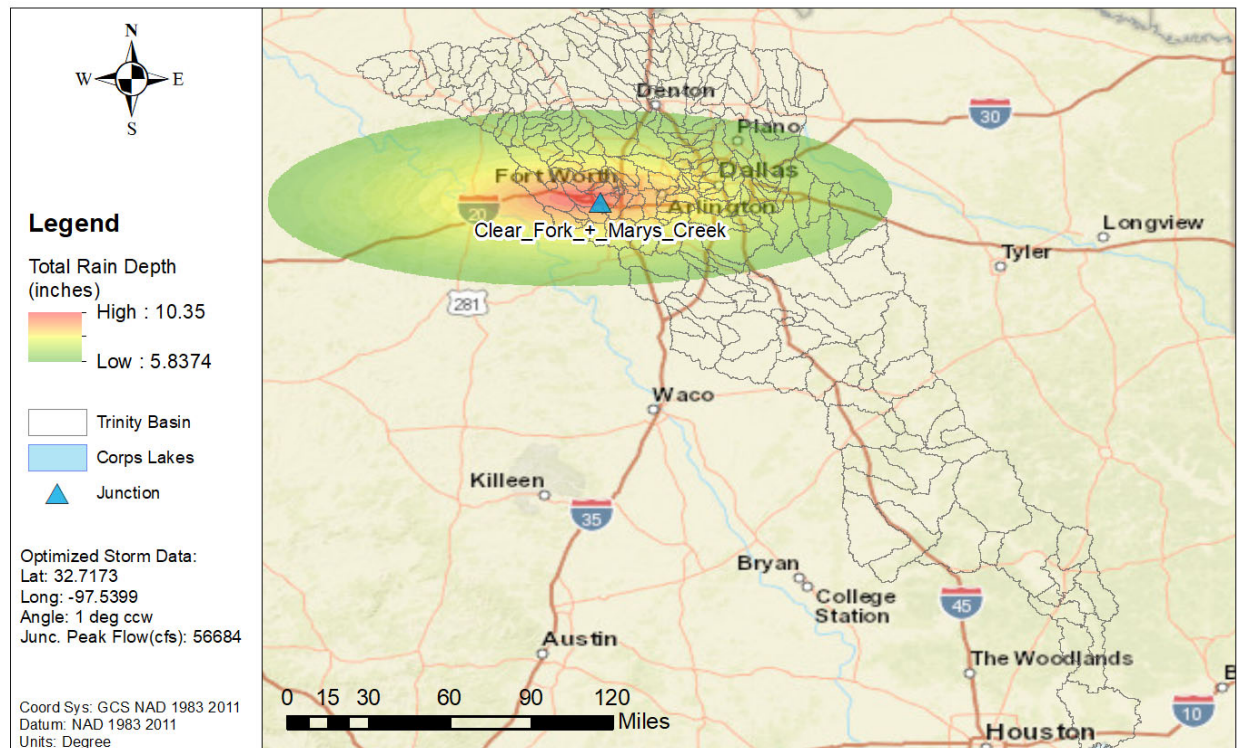 N
W
E
S
Legend
Total Rain Depth
(inches)
High : 10.35
Low : 5.8374
Trinity Basin
Corps Lakes
Junction
Optimized Storm Data:
Lat: 32.7173
Long: -97.5399
Angle: 1 deg ccw
Junc. Peak Flow(cfs): 56684
Coord Sys: GCS NAD 1983 2011
Datum: NAD 1983 2011
Units: Degree
Denton
30
Plano
Dallas
Fort Worth
20
Arlington
Clear_Fork_+_Marys_Creek
Longview
Tyler
281
Waco
Killeen
35
Bryan
College
Station
45
Austin
The Woodlands
B
10
Houston
0 15 30 60 90 120
Miles